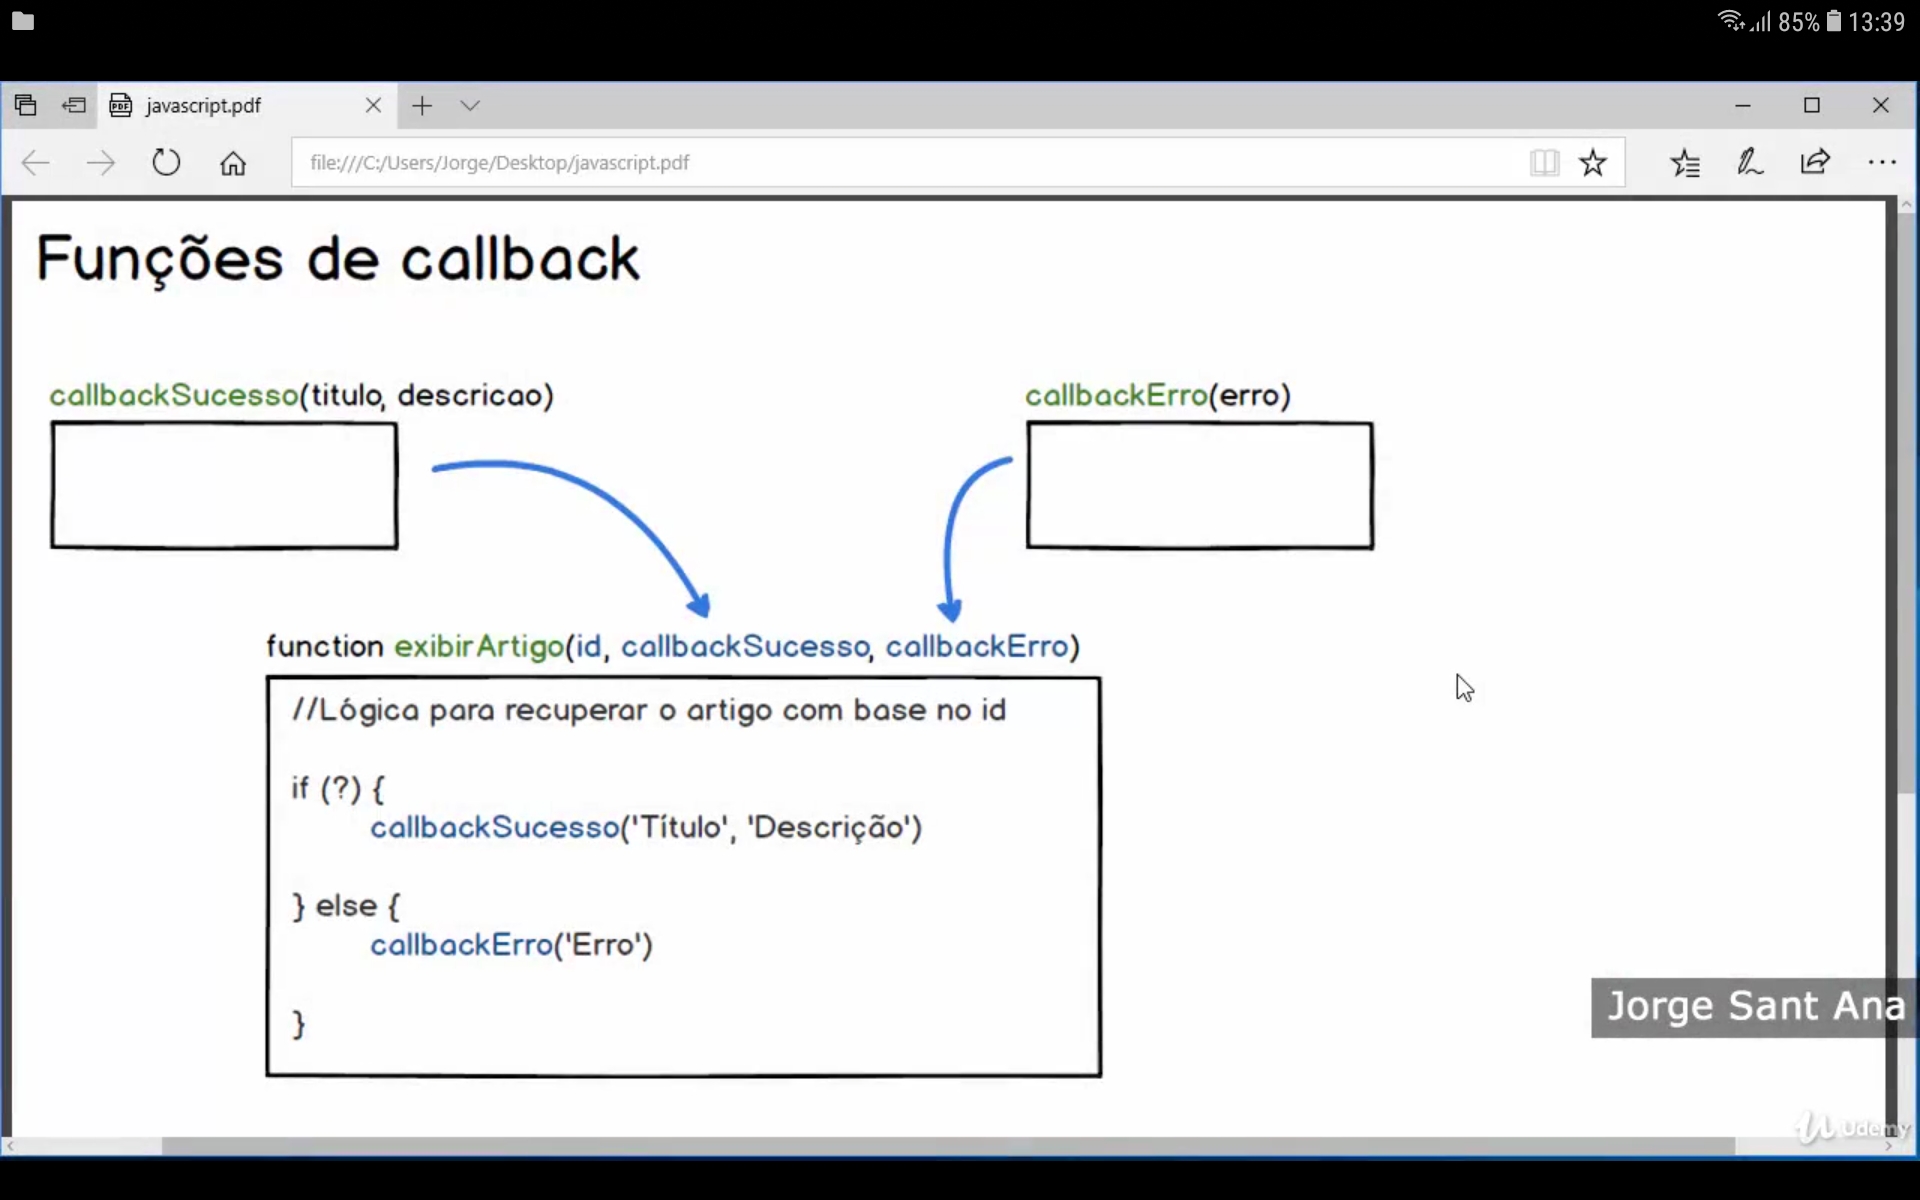 85% 13:39
javascript.pdf
file:///C:/Users/Jorge/Desktop/javascript.pdf
Funções de callback
callbackSucesso(titulo, descricao)
callbackErro(erro)
function exibirArtigo(id, callbackSucesso, callbackErro)
//Lógica para recuperar o artigo com base no id
if (?) {
callbackSucesso('Título', 'Descrição')
} else {
callbackErro('Erro')
}
Jorge Sant Ana
Udemy